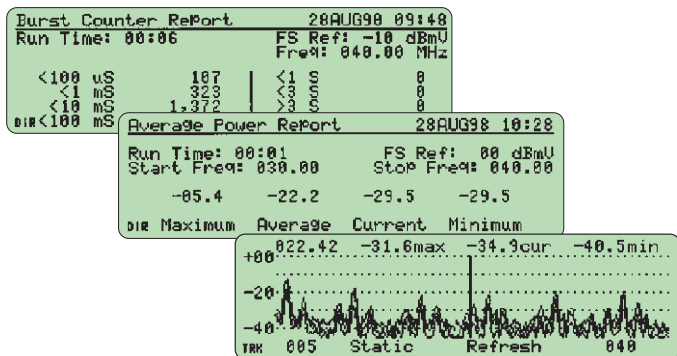 Burst Counter Report 28AUG98 09:48
Run Time: 00:06 FS Ref: -10 dBmV
Freq: 040.00 MHz
<100 uS 107 <1 S 0
<1 mS 323 <3 S 0
<10 mS 1,372 >3 S 0
DIR <100 mS
Average Power Report 28AUG98 10:28
Run Time: 00:01 FS Ref: 00 dBmV
Start Freq: 030.00 Stop Freq: 040.00
-05.4 -22.2 -29.5 -29.5
DIR Maximum Average Current Minimum
022.42 -31.6max -34.9cur -40.5min
+00
-20
-40
TRK 005 Static Refresh 040